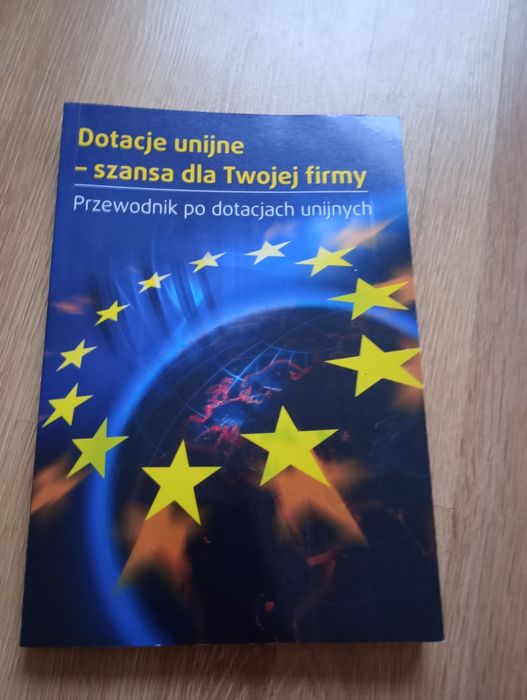 Dotacje unijne
– szansa dla Twojej firmy
Przewodnik po dotacjach unijnych